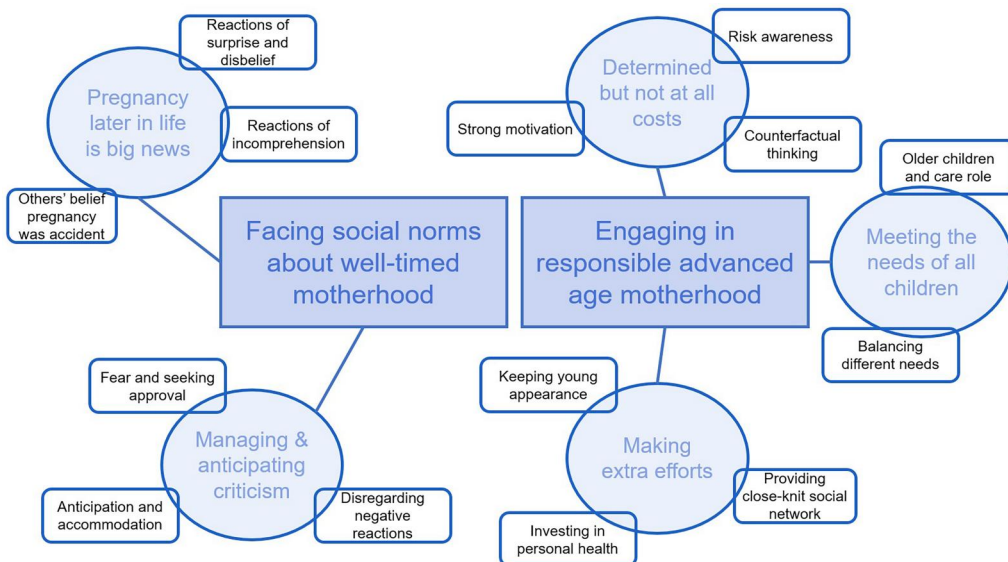 Reactions of
surprise and
disbelief
Pregnancy
later in life
is big news
Reactions of
incomprehension
Others' belief
pregnancy
was accident
Facing social norms
about well-timed
motherhood
Fear and seeking
approval
Managing &
anticipating
criticism
Anticipation and
accommodation
Disregarding
negative
reactions
Risk awareness
Determined
but not at all
costs
Strong motivation
Counterfactual
thinking
Older children
and care role
Engaging in
responsible advanced
age motherhood
Meeting the
needs of all
children
Balancing
different needs
Keeping young
appearance
Making
extra efforts
Providing
close-knit social
network
Investing in
personal health